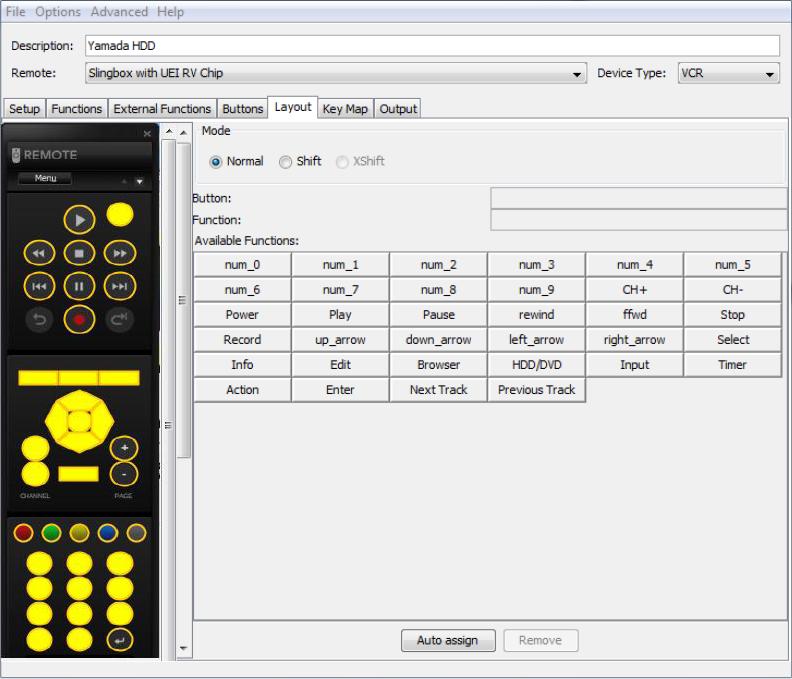 File Options Advanced Help
Description: Yamada HDD
Remote: Slingbox with UEI RV Chip Device Type: VCR
Setup Functions External Functions Buttons Layout Key Map Output
REMOTE
Menu
CHANNEL PAGE
Mode
Normal Shift XShift
Button:
Function:
Available Functions:
num_0 num_1 num_2 num_3 num_4 num_5
num_6 num_7 num_8 num_9 CH+ CH-
Power Play Pause rewind ffwd Stop
Record up_arrow down_arrow left_arrow right_arrow Select
Info Edit Browser HDD/DVD Input Timer
Action Enter Next Track Previous Track
Auto assign Remove